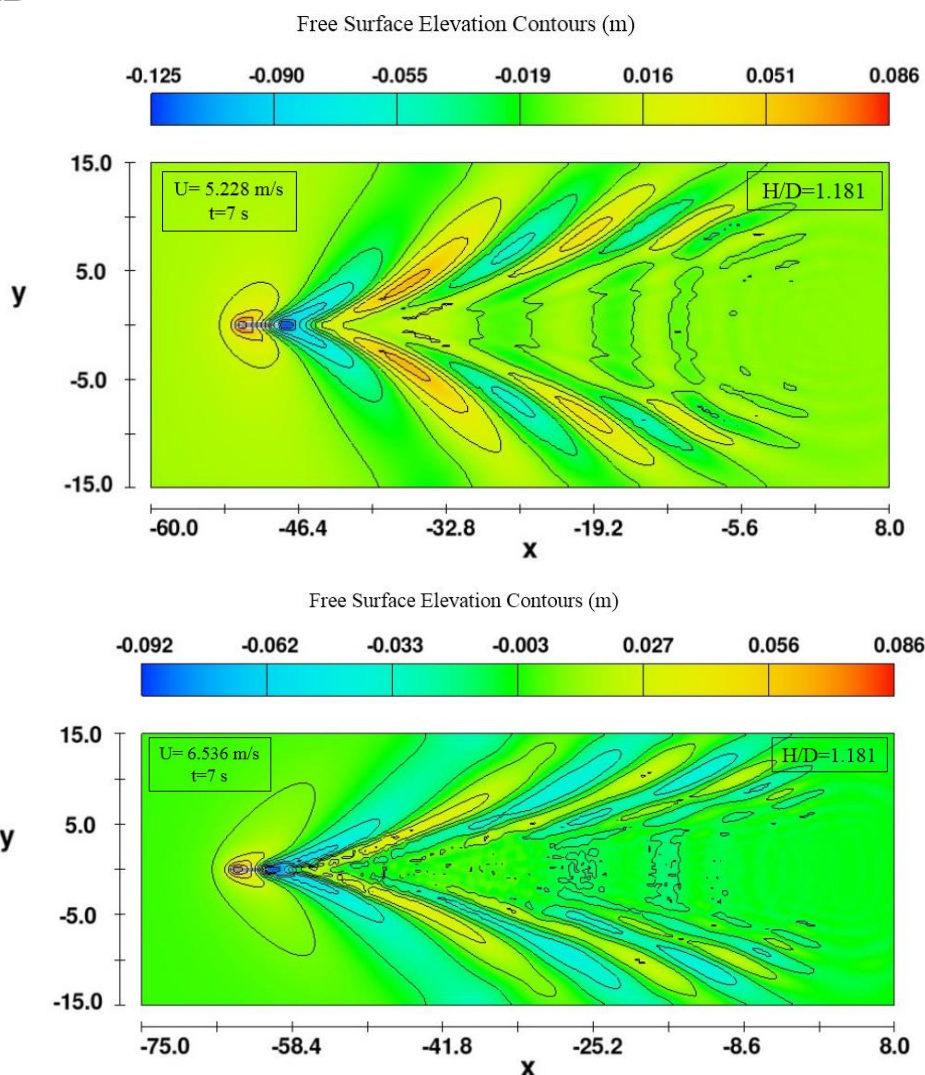 Free Surface Elevation Contours (m)
-0.125 -0.090 -0.055 -0.019 0.016 0.051 0.086
15.0
U= 5.228 m/s
t=7 s
H/D=1.181
5.0
y
-5.0
-15.0
-60.0 -46.4 -32.8 -19.2 -5.6 8.0
x
Free Surface Elevation Contours (m)
-0.092 -0.062 -0.033 -0.003 0.027 0.056 0.086
15.0
U= 6.536 m/s
t=7 s
H/D=1.181
5.0
y
-5.0
-15.0
-75.0 -58.4 -41.8 -25.2 -8.6 8.0
x